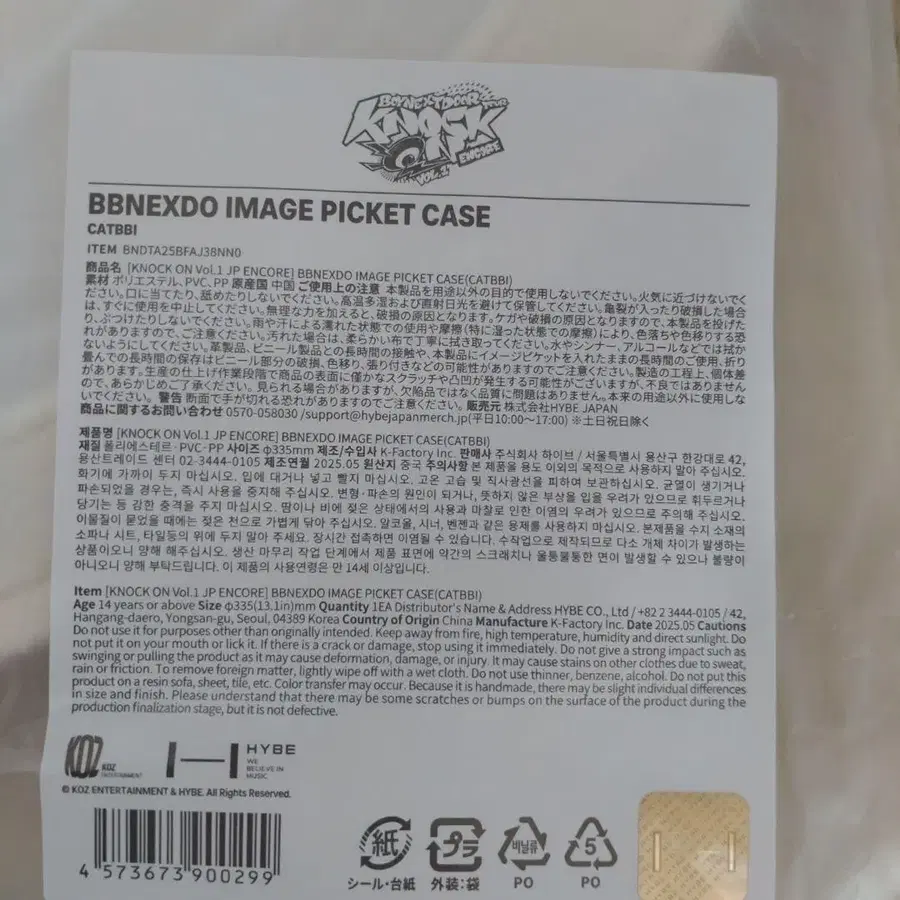 BOYNEXTDOOR TOUR
KNOCK
ON
VOL.1
ENCORE
BBNEXDO IMAGE PICKET CASE
CATBBI
ITEM BNDTA25BFAJ38NN0
商品名 [KNOCK ON Vol.1 JP ENCORE] BBNEXDO IMAGE PICKET CASE(CATBBI)
素材 ポリエステル、PVC、PP 原産国 中国 ご使用上の注意 本製品を用途以外の目的で使用しないでください。火気に近づけないでく
ださい。口に当てたり、舐めたりしないでください。高温多湿および直射日光を避けて保管してください。亀裂が入ったり破損した場合
は、すぐに使用を中止してください。無理な力を加えると、破損の原因となります。ケガや破損の原因となりますので、本製品を投げた
り、ぶつけたりしないでください。雨や汗による濡れた状態での使用や摩擦(特に湿った状態での摩擦)により、色落ちや色移りする恐
れがありますので、ご注意ください。汚れた場合は、柔らかい布で丁寧に拭き取ってください。水やシンナー、アルコールなどでは拭か
ないようにしてください。革製品、ビニール製品との長時間の接触や、本製品にイメージピケットを入れたままの長時間のご使用、折り
畳んでの長時間の保存はビニール部分の破損、色移り、張り付きなどの可能性がありますのでご注意ください。製造の工程上、個体差
があります。生産の仕上げ作業段階で商品の表面に僅かなスクラッチや凸凹が発生する可能性がございますが、不良ではありません
ので、あらかじめご了承ください。見られる場合がありますが、欠陥品ではなく品質に問題はありません。本来の用途以外に使用しな
いでください。警告 断面で手が切れる恐れがありますのでご注意ください。販売元 株式会社HYBE JAPAN
商品に関するお問い合わせ 0570-058030 /support@hybejapanmerch.jp(平日10:00~17:00) ※土日祝日除く
제품명 [KNOCK ON Vol.1 JP ENCORE] BBNEXDO IMAGE PICKET CASE(CATBBI)
재질 폴리에스테르·PVC·PP 사이즈 φ335mm 제조/수입사 K-Factory Inc. 판매사 주식회사 하이브 / 서울특별시 용산구 한강대로 42,
용산트레이드 센터 02-3444-0105 제조연월 2025.05 원산지 중국 주의사항 본 제품을 용도 이외의 목적으로 사용하지 말아 주십시오.
화기에 가까이 두지 마십시오. 입에 대거나 넣고 빨지 마십시오. 고온 고습 및 직사광선을 피하여 보관하십시오. 균열이 생기거나
파손되었을 경우는, 즉시 사용을 중지해 주십시오. 변형·파손의 원인이 되거나, 뜻하지 않은 부상을 입을 우려가 있으므로 휘두르거나
당기는 등 강한 충격을 주지 마십시오. 땀이나 비에 젖은 상태에서의 사용과 마찰로 인한 이염의 우려가 있으므로 주의해 주십시오.
이물질이 묻었을 때에는 젖은 천으로 가볍게 닦아 주십시오. 알코올, 시너, 벤젠과 같은 용제를 사용하지 마십시오. 본제품을 수지 소재의
소파나 시트, 타일등의 위에 두지 말아 주세요. 장시간 접촉하면 이염될 수 있습니다. 수작업으로 제작되므로 다소 개체 차이가 발생하는
상품이오니 양해 해주십시오. 생산 마무리 작업 단계에서 제품 표면에 약간의 스크래치나 울퉁불퉁한 면이 발생할 수 있으나 불량이
아니오니 양해 부탁드립니다. 이 제품의 사용연령은 만 14세 이상입니다.
Item [KNOCK ON Vol.1 JP ENCORE] BBNEXDO IMAGE PICKET CASE(CATBBI)
Age 14 years or above Size φ335(13.1in)mm Quantity 1EA Distributor's Name & Address HYBE CO., Ltd / +82 2 3444-0105 / 42,
Hangang-daero, Yongsan-gu, Seoul, 04389 Korea Country of Origin China Manufacture K-Factory Inc. Date 2025.05 Cautions
Do not use it for purposes other than originally intended. Keep away from fire, high temperature, humidity and direct sunlight. Do
not put it on your mouth or lick it. If there is a crack or damage, stop using it immediately. Do not give a strong impact such as
swinging or pulling the product as it may cause deformation, damage, or injury. It may cause stains on other clothes due to sweat,
rain or friction. To remove foreign matter, lightly wipe off with a wet cloth. Do not use thinner, benzene, alcohol. Do not put this
product on a resin sofa, sheet, tile, etc. Color transfer may occur. Because it is handmade, there may be slight individual differences
in size and finish. Please understand that there may be some scratches or bumps on the surface of the product during the
production finalization stage, but it is not defective.
KOZ KOZ ENTERTAINMENT
HYBE
WE
BELIEVE IN
MUSIC
© KOZ ENTERTAINMENT & HYBE. All Rights Reserved.
4 573673 900299
紙 プラ 비닐류 5
シール・台紙 外装:袋 PO PO